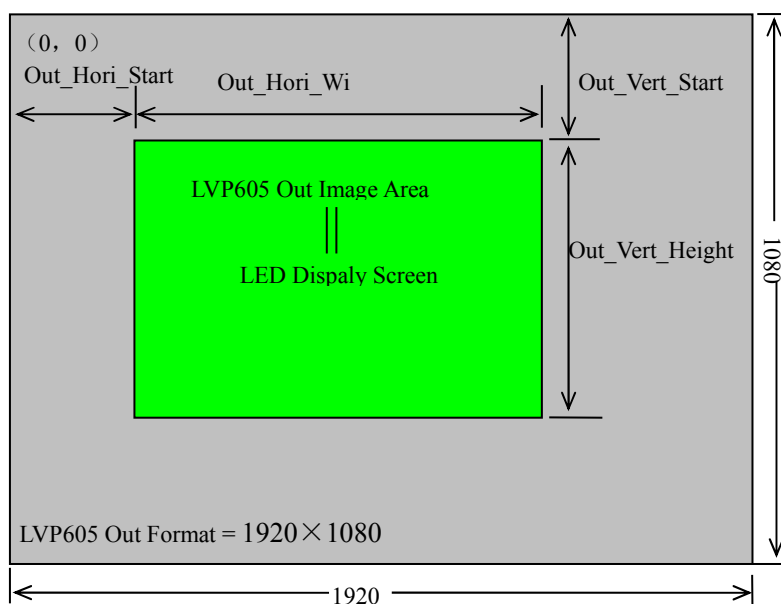 （0，0）
Out_Hori_Start
Out_Hori_Wi
Out_Vert_Start
LVP605 Out Image Area
||
LED Dispaly Screen
Out_Vert_Height
1080
LVP605 Out Format = 1920×1080
1920